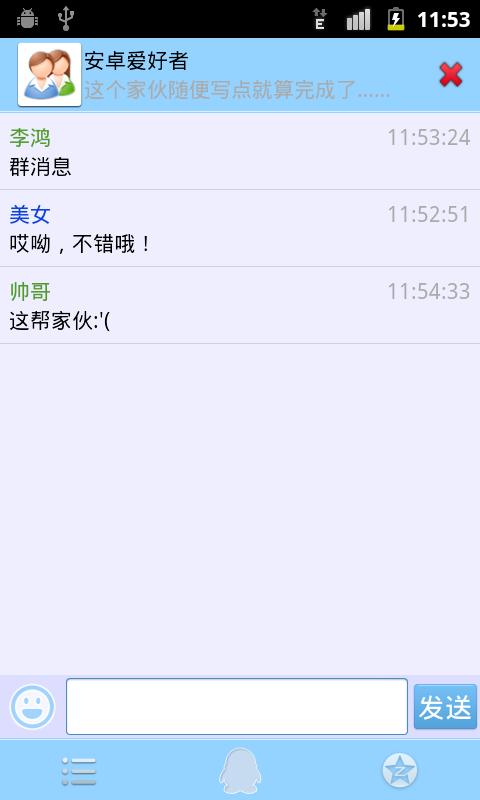 E
11:53
安卓爱好者
这个家伙随便写点就算完成了……
李鸿 11:53:24
群消息
美女 11:52:51
哎呦，不错哦！
帅哥 11:54:33
这帮家伙:'(
发送